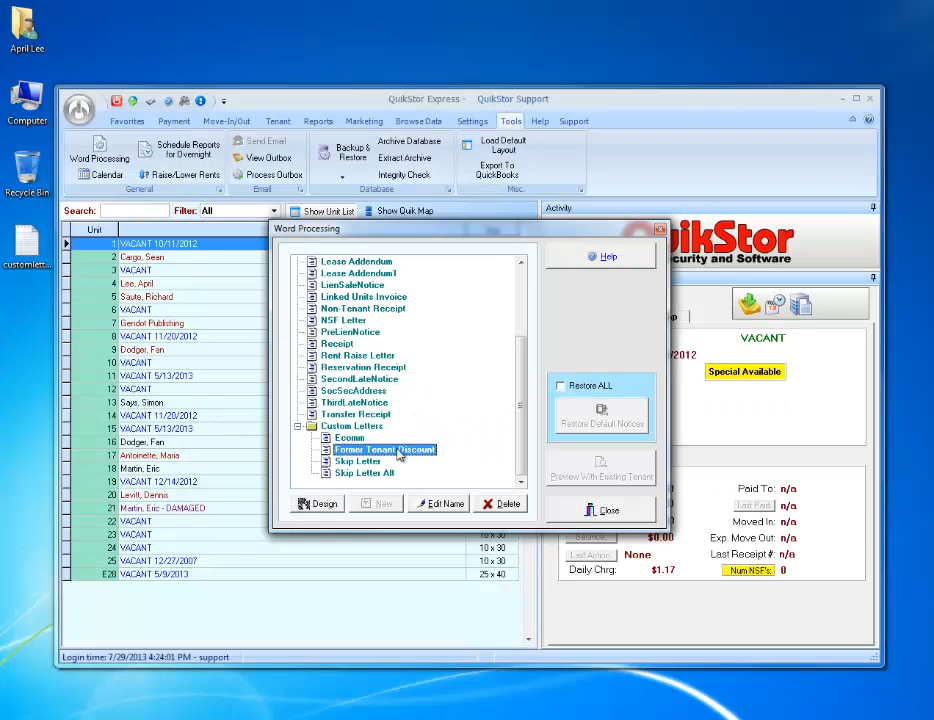 April Lee
Computer
Recycle Bin
customlett...
QuikStor Express - QuikStor Support
Favorites Payment Move-In/Out Tenant Reports Marketing Browse Data Settings Tools Help Support
Word Processing
Calendar
Schedule Reports for Overnight
Raise/Lower Rents
General
Send Email
View Outbox
Process Outbox
Email
Backup & Restore
Archive Database
Extract Archive
Integrity Check
Database
Load Default Layout
Export To QuickBooks
Misc.
Search: Filter: All Show Unit List Show Quik Map
Activity
Unit
1 VACANT 10/11/2012
2 Cargo, Sean
3 VACANT
4 Lee, April
5 Saute, Richard
6 VACANT
7 Gendot Publishing
8 VACANT 11/20/2012
9 Dodger, Fan
10 VACANT
11 VACANT 5/13/2013
12 VACANT
13 Says, Simon
14 VACANT 11/20/2012
15 VACANT 5/13/2013
16 Dodger, Fan
17 Antoinette, Maria
18 Martin, Eric
19 VACANT 12/14/2012
20 Levitt, Dennis
21 Martin, Eric - DAMAGED
22 VACANT
23 VACANT 10 x 30
24 VACANT 10 x 30
25 VACANT 12/27/2007 10 x 30
E28 VACANT 5/9/2013 25 x 40
Word Processing
Lease Addendum
Lease Addendum1
LienSaleNotice
Linked Units Invoice
Non-Tenant Receipt
NSF Letter
PreLienNotice
Receipt
Rent Raise Letter
Reservation Receipt
SecondLateNotice
SocSecAddress
ThirdLateNotice
Transfer Receipt
Custom Letters
Ecomm
Former Tenant Discount
Skip Letter
Skip Letter Alt
Design New Edit Name Delete
Help
Restore ALL
Restore Default Notices
Preview With Existing Tenant
Close
uikStor
ecurity and Software
VACANT
/2012
Special Available
Paid To: n/a
Last Paid: n/a
Moved In: n/a
Balance: $0.00 Exp. Move Out: n/a
Last Action: None Last Receipt #: n/a
Daily Chrg: $1.17 Num NSF's: 0
Login time: 7/29/2013 4:24:01 PM - support